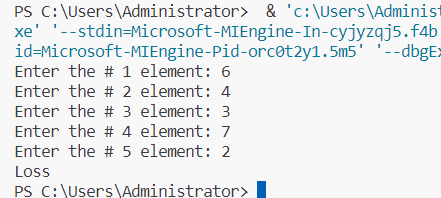 PS C:\Users\Administrator>  & 'c:\Users\Administ
xe' '--stdin=Microsoft-MIEngine-In-cyjyzqj5.f4b
id=Microsoft-MIEngine-Pid-orc0t2y1.5m5' '--dbgEx
Enter the # 1 element: 6
Enter the # 2 element: 4
Enter the # 3 element: 3
Enter the # 4 element: 7
Enter the # 5 element: 2
Loss
PS C:\Users\Administrator>